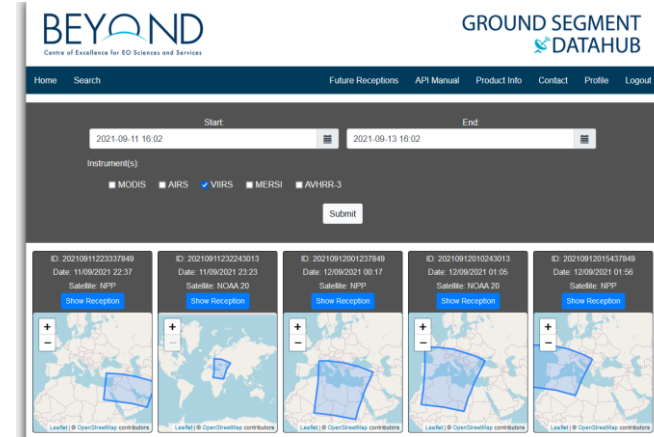 BEYOND
Centre of Excellence for EO Sciences and Services
GROUND SEGMENT
DATAHUB
Home Search Future Receptions API Manual Product Info Contact Profile Logout
Start: End:
2021-09-11 16:02 2021-09-13 16:02
Instrument(s):
MODIS AIRS VIIRS MERSI AVHRR-3
Submit
ID: 20210911223337849
Date: 11/09/2021 22:37
Satellite: NPP
Show Reception
+
−
Leaflet | © OpenStreetMap contributors
ID: 20210911232243013
Date: 11/09/2021 23:23
Satellite: NOAA 20
Show Reception
+
−
Leaflet | © OpenStreetMap contributors
ID: 20210912001237849
Date: 12/09/2021 00:17
Satellite: NPP
Show Reception
+
−
Leaflet | © OpenStreetMap contributors
ID: 20210912010243013
Date: 12/09/2021 01:05
Satellite: NOAA 20
Show Reception
+
−
Leaflet | © OpenStreetMap contributors
ID: 20210912015437849
Date: 12/09/2021 01:56
Satellite: NPP
Show Reception
+
−
Leaflet | © OpenStreetMap contributors